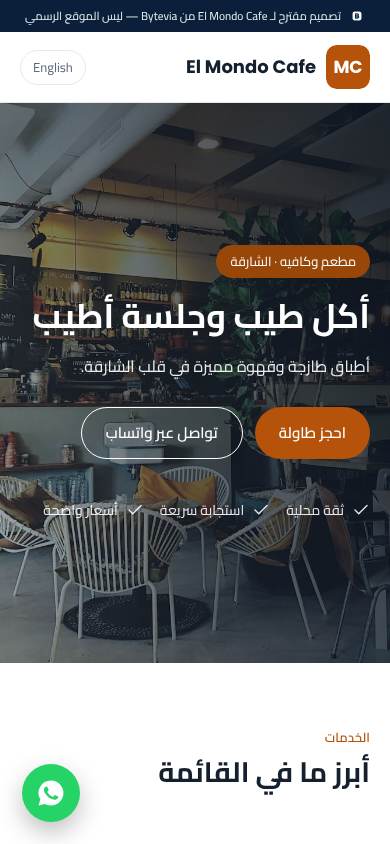 تصميم مقترح لـ El Mondo Cafe من Bytevia — ليس الموقع الرسمي
MC El Mondo Cafe
English
مطعم وكافيه · الشارقة
أكل طيب وجلسة أطيب
أطباق طازجة وقهوة مميزة في قلب الشارقة.
احجز طاولة
تواصل عبر واتساب
ثقة محلية
استجابة سريعة
أسعار واضحة
الخدمات
أبرز ما في القائمة